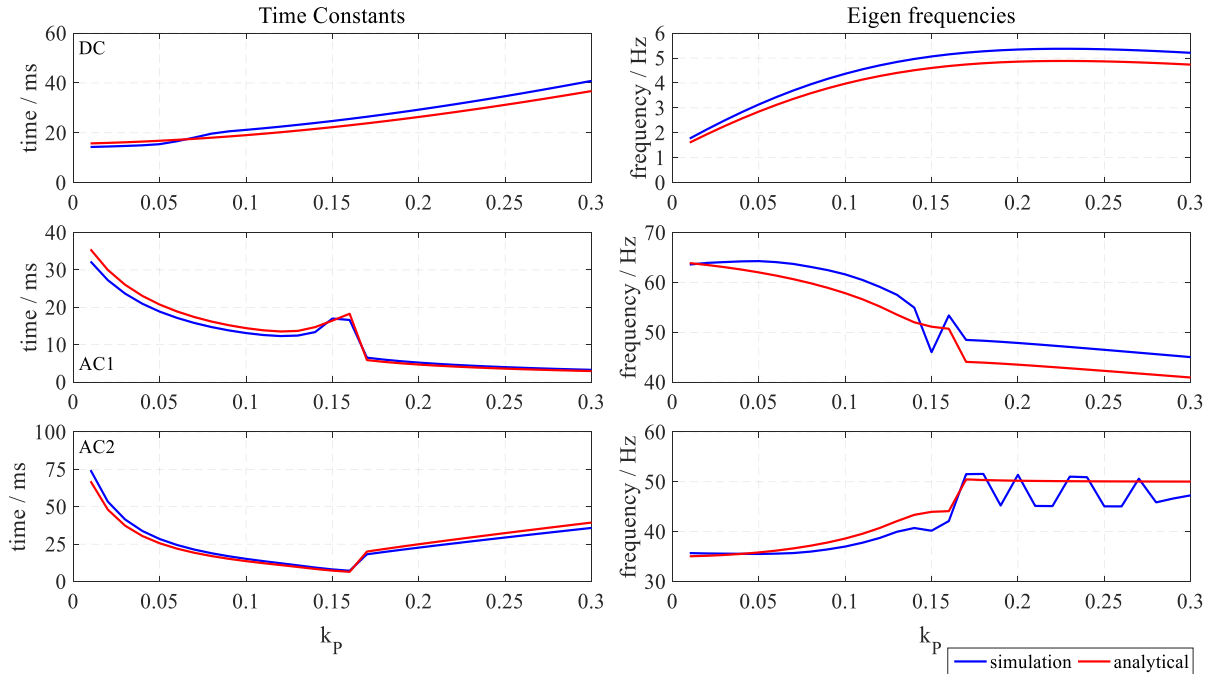 Time Constants
Eigen frequencies
60
40
20
0
time / ms
DC
0 0.05 0.1 0.15 0.2 0.25 0.3
6
5
4
3
2
1
0
frequency / Hz
0 0.05 0.1 0.15 0.2 0.25 0.3
40
30
20
10
0
time / ms
AC1
0 0.05 0.1 0.15 0.2 0.25 0.3
70
60
50
40
frequency / Hz
0 0.05 0.1 0.15 0.2 0.25 0.3
100
75
50
25
0
time / ms
AC2
0 0.05 0.1 0.15 0.2 0.25 0.3
kP
60
50
40
30
frequency / Hz
0 0.05 0.1 0.15 0.2 0.25 0.3
kP
simulation analytical